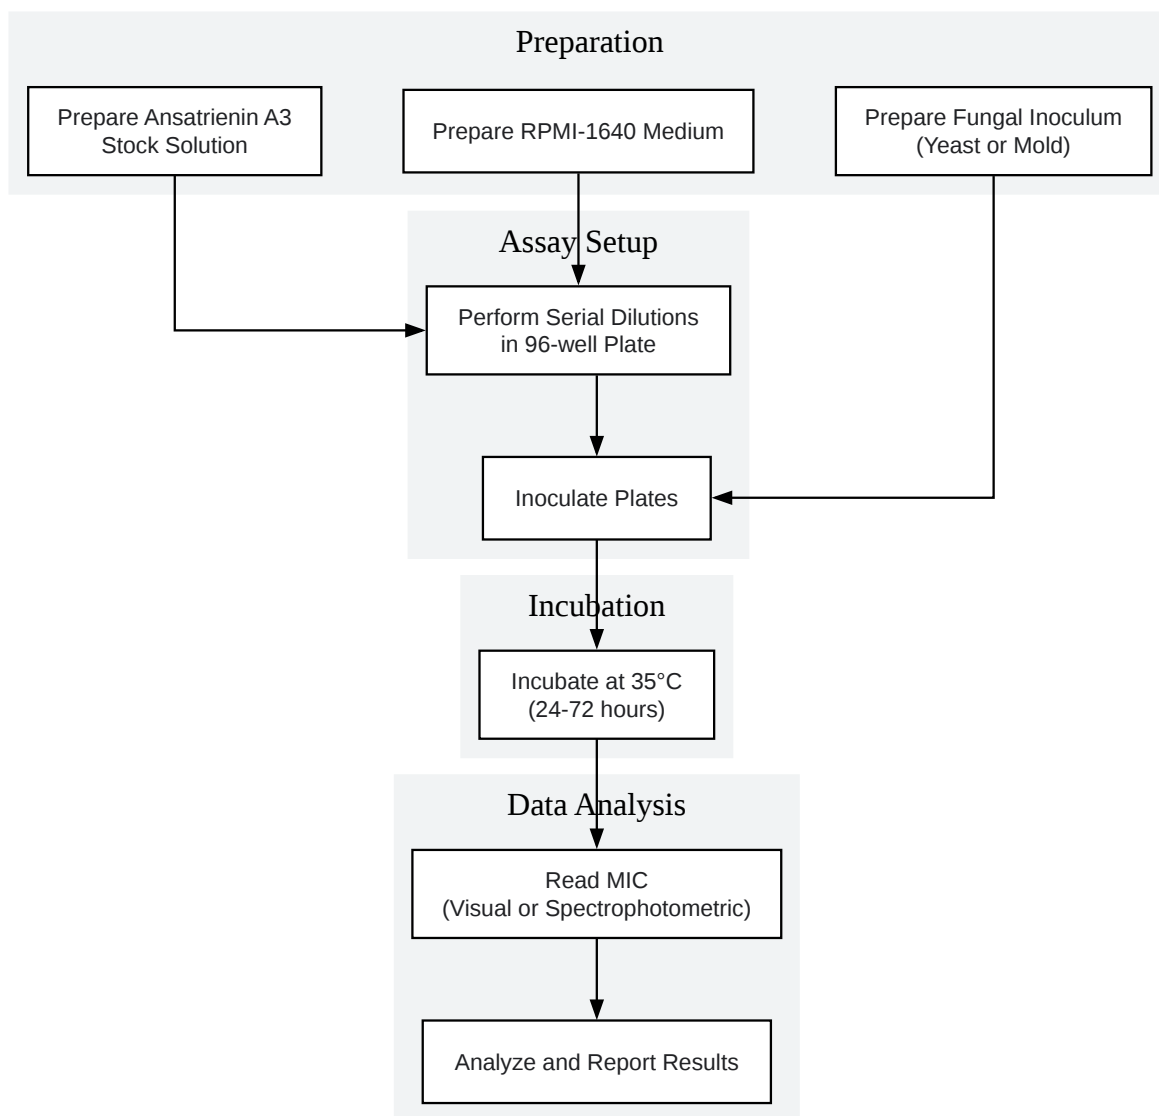 Preparation
Prepare Ansatrienin A3
Stock Solution
Prepare RPMI-1640 Medium
Prepare Fungal Inoculum
(Yeast or Mold)
Assay Setup
Perform Serial Dilutions
in 96-well Plate
Inoculate Plates
Incubation
Incubate at 35°C
(24-72 hours)
Data Analysis
Read MIC
(Visual or Spectrophotometric)
Analyze and Report Results